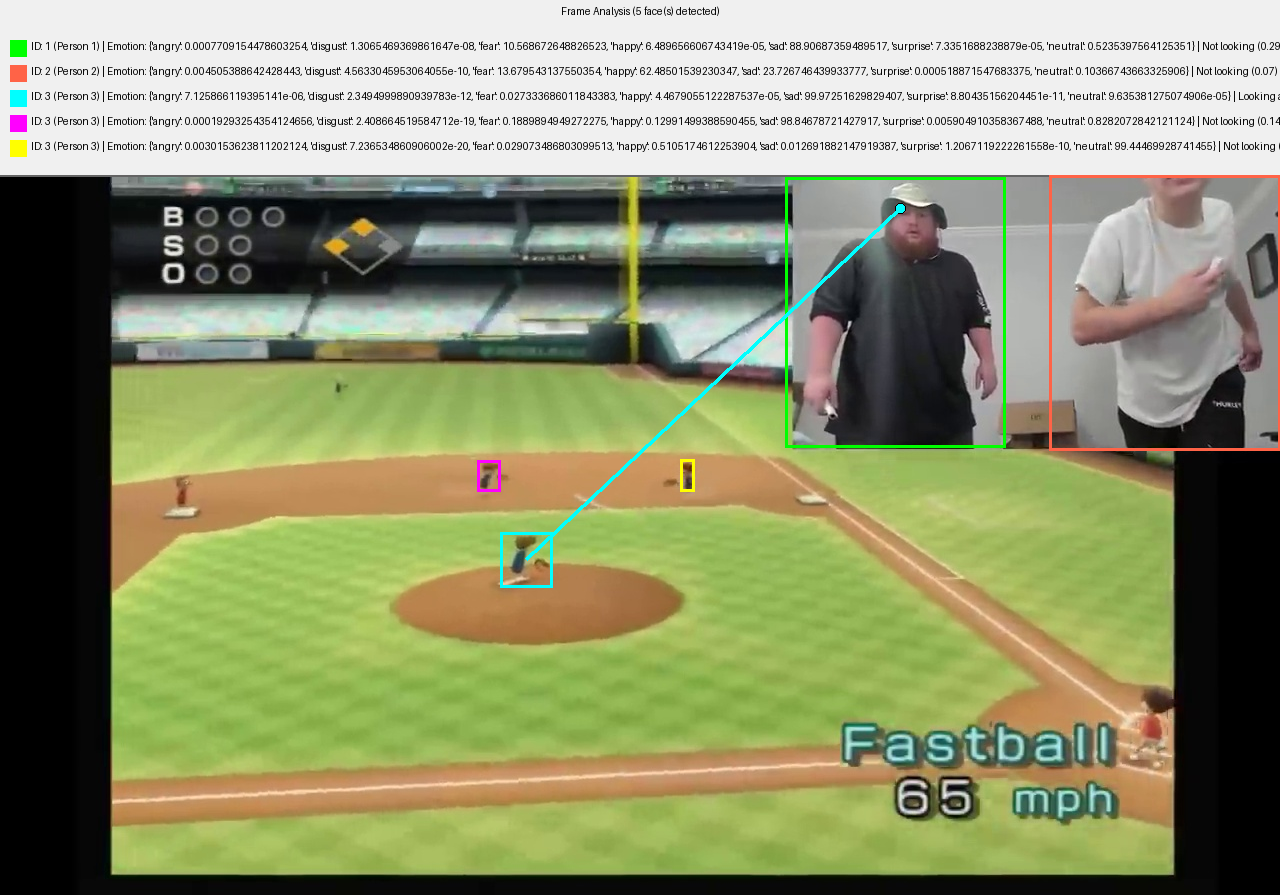 Frame Analysis (5 face(s) detected)
ID: 1 (Person 1) | Emotion: {'angry': 0.0007709154478603254, 'disgust': 1.3065469369861647e-08, 'fear': 10.568672648826523, 'happy': 6.489656606743419e-05, 'sad': 88.90687359489517, 'surprise': 7.3351688238879e-05, 'neutral': 0.5235397564125351} | Not looking (0.29
ID: 2 (Person 2) | Emotion: {'angry': 0.004505388642428443, 'disgust': 4.5633045953064055e-10, 'fear': 13.679543137550354, 'happy': 62.48501539230347, 'sad': 23.726746439933777, 'surprise': 0.000518871547683375, 'neutral': 0.10366743663325906} | Not looking (0.07)
ID: 3 (Person 3) | Emotion: {'angry': 7.125866119395141e-06, 'disgust': 2.3494999890939783e-12, 'fear': 0.027333686011843383, 'happy': 4.4679055122287537e-05, 'sad': 99.97251629829407, 'surprise': 8.80435156204451e-11, 'neutral': 9.635381275074906e-05} | Looking
ID: 3 (Person 3) | Emotion: {'angry': 0.00019293254354124656, 'disgust': 2.408664519584712e-19, 'fear': 0.1889894949272275, 'happy': 0.12991499388590455, 'sad': 98.84678721427917, 'surprise': 0.005904910358367488, 'neutral': 0.8282072842121124} | Not looking (0.14
ID: 3 (Person 3) | Emotion: {'angry': 0.0030153623811202124, 'disgust': 7.236534860906002e-20, 'fear': 0.029073486803099513, 'happy': 0.5105174612253904, 'sad': 0.012691882147919387, 'surprise': 1.2067119222261558e-10, 'neutral': 99.44469928741455} | Not looking
B
S
O
HURLEY
Fastball
65 mph